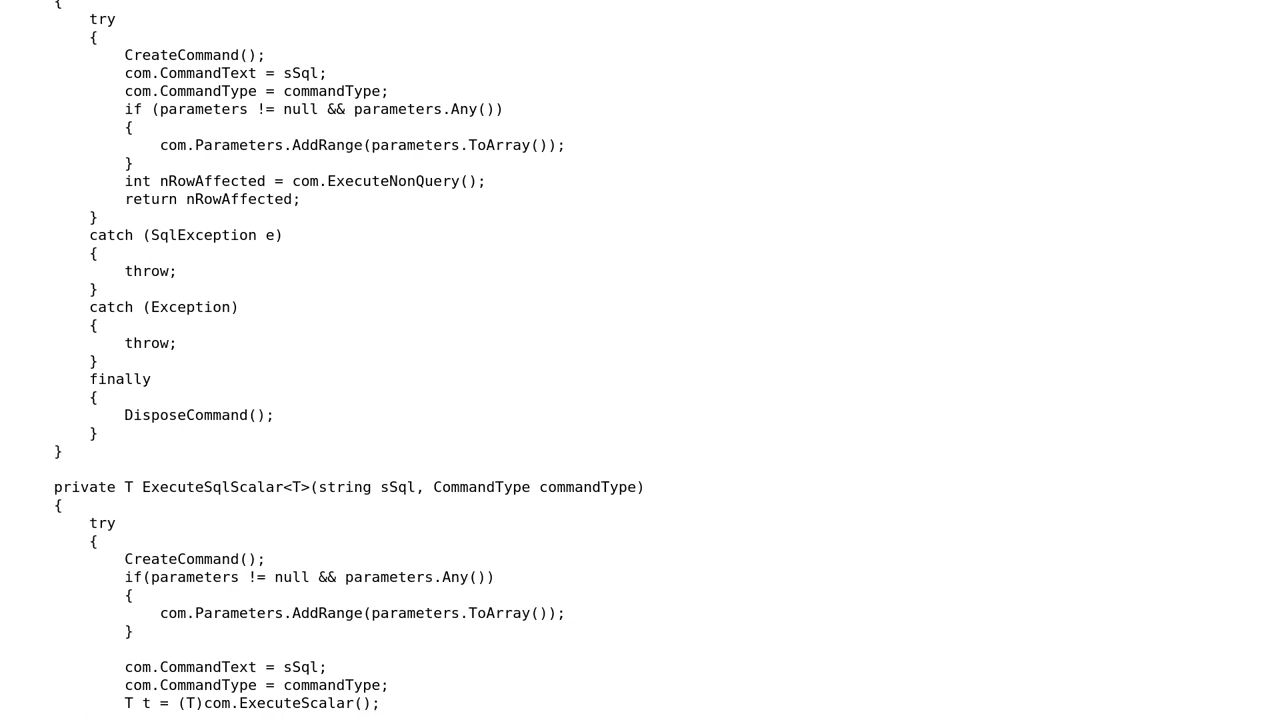 {
try
{
CreateCommand();
com.CommandText = sSql;
com.CommandType = commandType;
if (parameters != null && parameters.Any())
{
com.Parameters.AddRange(parameters.ToArray());
}
int nRowAffected = com.ExecuteNonQuery();
return nRowAffected;
}
catch (SqlException e)
{
throw;
}
catch (Exception)
{
throw;
}
finally
{
DisposeCommand();
}
}
private T ExecuteSqlScalar<T>(string sSql, CommandType commandType)
{
try
{
CreateCommand();
if(parameters != null && parameters.Any())
{
com.Parameters.AddRange(parameters.ToArray());
}
com.CommandText = sSql;
com.CommandType = commandType;
T t = (T)com.ExecuteScalar();